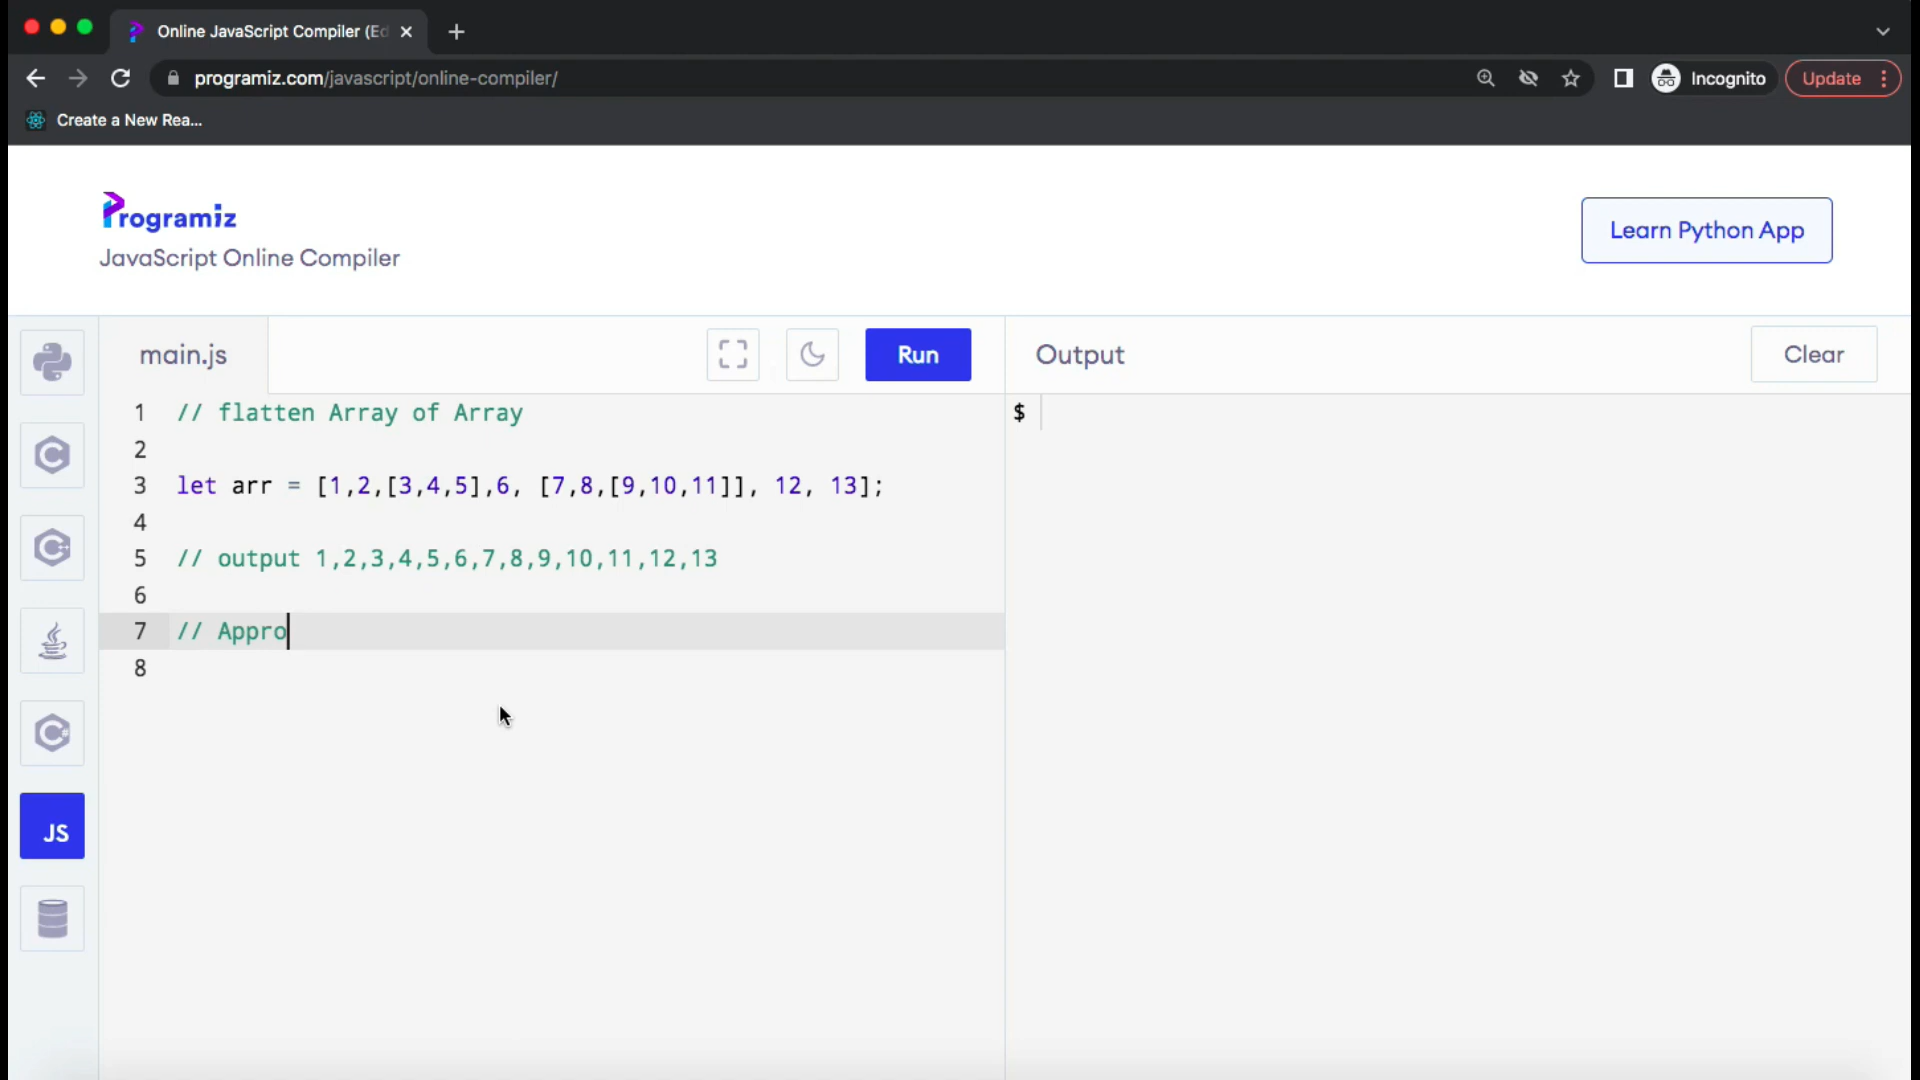 Online JavaScript Compiler (Ed
programiz.com/javascript/online-compiler/
Incognito
Update
Create a New Rea...
Programiz
JavaScript Online Compiler
Learn Python App
main.js
Run
Output
Clear
1 // flatten Array of Array
$
2
3 let arr = [1,2,[3,4,5],6, [7,8,[9,10,11]], 12, 13];
4
5 // output 1,2,3,4,5,6,7,8,9,10,11,12,13
6
7 // Appro
8
C
C++
C#
JS